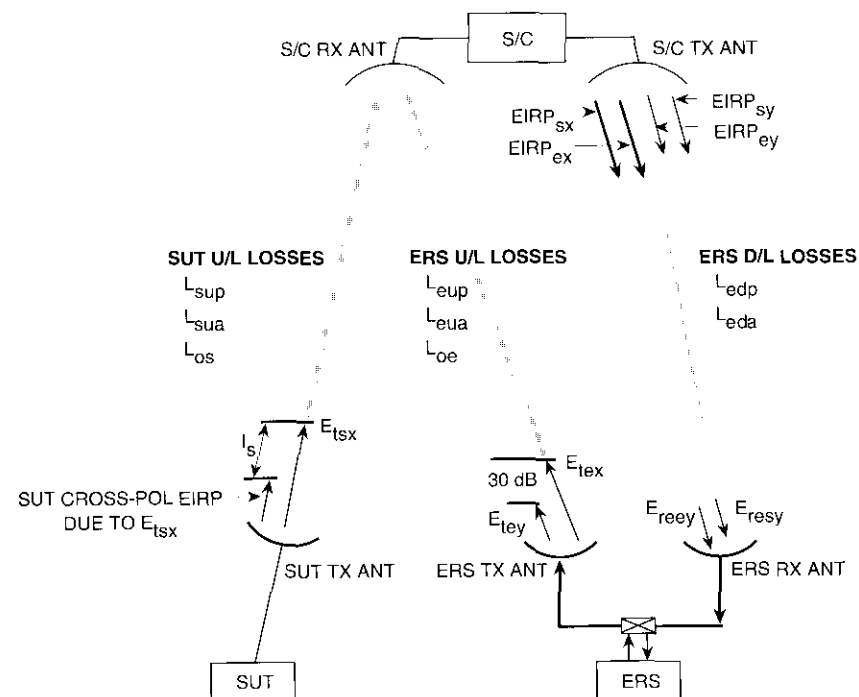 S/C
S/C RX ANT
S/C TX ANT
EIRPsx
EIRPsy
EIRPex
EIRPey
SUT U/L LOSSES
Lsup
Lsua
Los
ERS U/L LOSSES
Leup
Leua
Loe
ERS D/L LOSSES
Ledp
Leda
Etsx
Is
SUT CROSS-POL EIRP
DUE TO Etsx
SUT TX ANT
Etex
30 dB
Etey
ERS TX ANT
Ereey
Eresy
ERS RX ANT
SUT
ERS